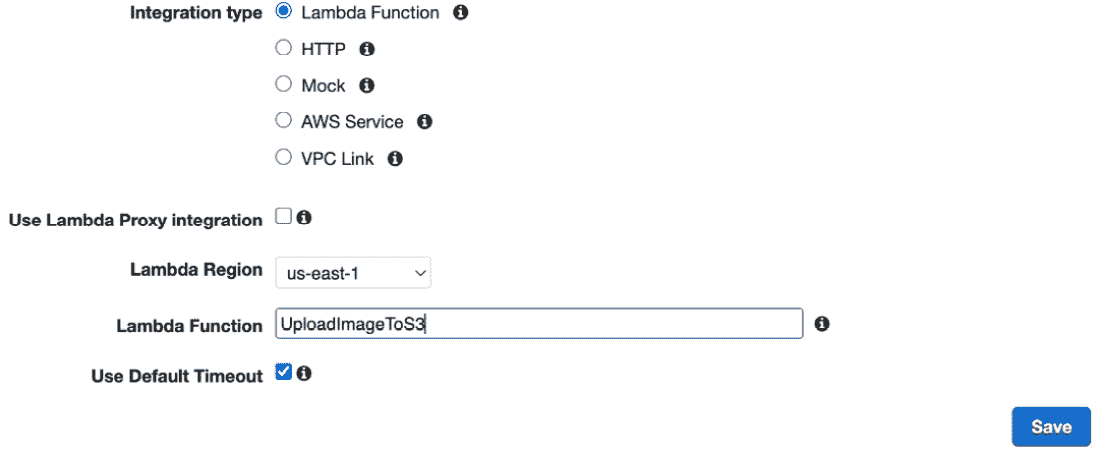 Integration type Lambda Function
HTTP
Mock
AWS Service
VPC Link
Use Lambda Proxy integration
Lambda Region us-east-1
Lambda Function UploadImageToS3
Use Default Timeout
Save